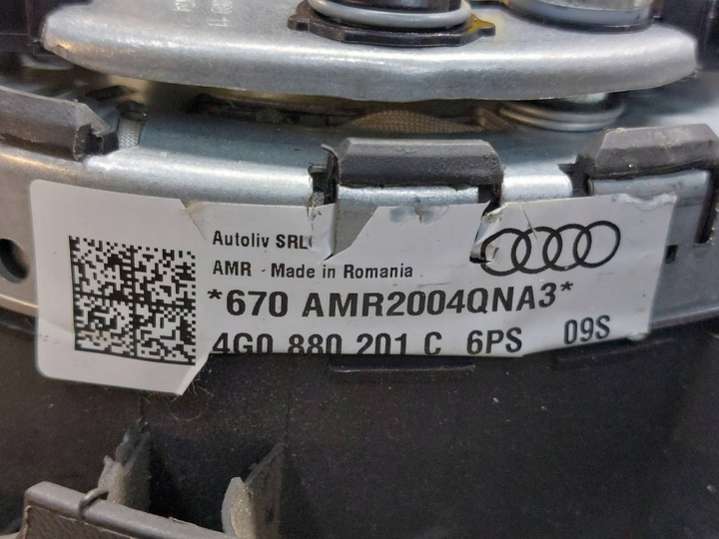 Autoliv SRL
AMR - Made in Romania
*670 AMR2004QNA3*
4G0 880 201 C 6PS 09S